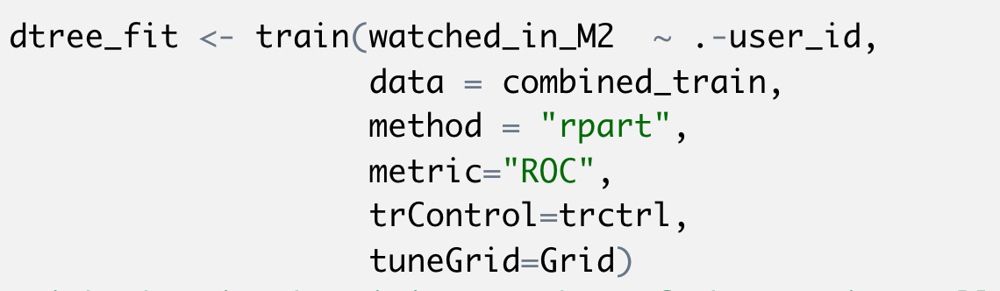 dtree_fit <- train(watched_in_M2  ~ .-user_id,
data = combined_train,
method = "rpart",
metric="ROC",
trControl=trctrl,
tuneGrid=Grid)